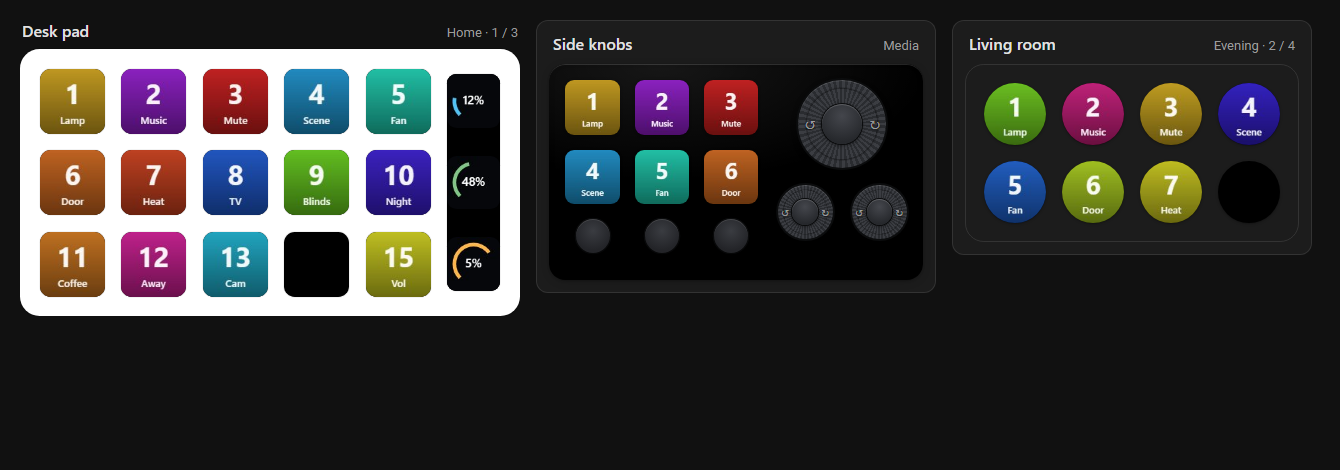 Desk pad
Home · 1 / 3
1 2 3 4 5
Lamp Music Mute Scene Fan
12%
6 7 8 9 10
Door Heat TV Blinds Night
48%
11 12 13 15
Coffee Away Cam Vol
5%
Side knobs
Media
1 2 3
Lamp Music Mute
4 5 6
Scene Fan Door
Living room
Evening · 2 / 4
1 2 3 4
Lamp Music Mute Scene
5 6 7
Fan Door Heat